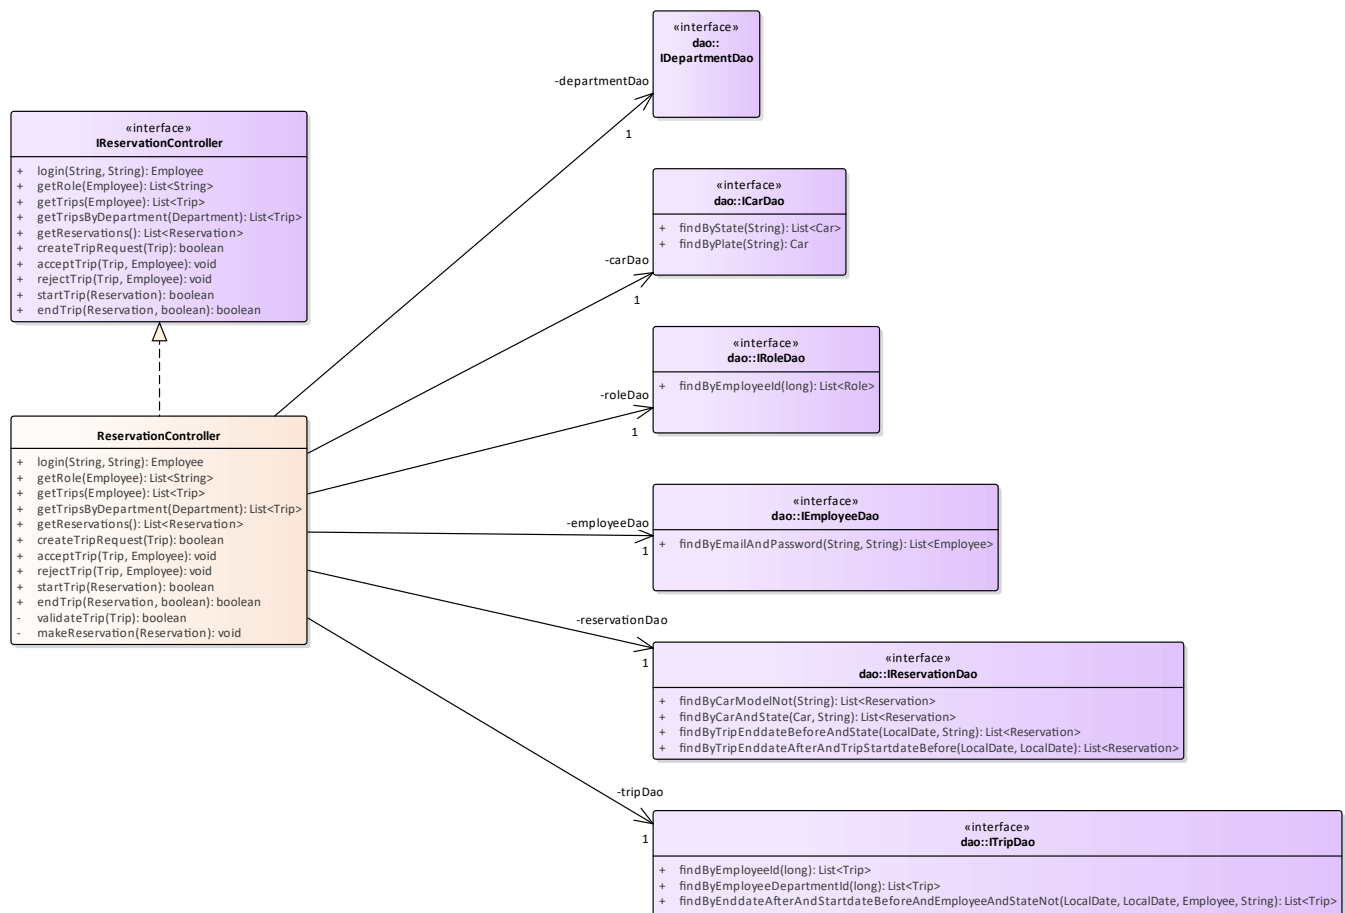 «interface»
dao::
IDepartmentDao
-departmentDao
1
«interface»
IReservationController
+ login(String, String): Employee
+ getRole(Employee): List<String>
+ getTrips(Employee): List<Trip>
+ getTripsByDepartment(Department): List<Trip>
+ getReservations(): List<Reservation>
+ createTripRequest(Trip): boolean
+ acceptTrip(Trip, Employee): void
+ rejectTrip(Trip, Employee): void
+ startTrip(Reservation): boolean
+ endTrip(Reservation, boolean): boolean
«interface»
dao::ICarDao
+ findByState(String): List<Car>
+ findByPlate(String): Car
-carDao
1
«interface»
dao::IRoleDao
+ findByEmployeeId(long): List<Role>
-roleDao
1
ReservationController
+ login(String, String): Employee
+ getRole(Employee): List<String>
+ getTrips(Employee): List<Trip>
+ getTripsByDepartment(Department): List<Trip>
+ getReservations(): List<Reservation>
+ createTripRequest(Trip): boolean
+ acceptTrip(Trip, Employee): void
+ rejectTrip(Trip, Employee): void
+ startTrip(Reservation): boolean
+ endTrip(Reservation, boolean): boolean
- validateTrip(Trip): boolean
- makeReservation(Reservation): void
«interface»
dao::IEmployeeDao
+ findByEmailAndPassword(String, String): List<Employee>
-employeeDao
1
-reservationDao
1
«interface»
dao::IReservationDao
+ findByCarModelNot(String): List<Reservation>
+ findByCarAndState(Car, String): List<Reservation>
+ findByTripEnddateBeforeAndState(LocalDate, String): List<Reservation>
+ findByTripEnddateAfterAndTripStartdateBefore(LocalDate, LocalDate): List<Reservation>
-tripDao
1
«interface»
dao::ITripDao
+ findByEmployeeId(long): List<Trip>
+ findByEmployeeDepartmentId(long): List<Trip>
+ findByEnddateAfterAndStartdateBeforeAndEmployeeAndStateNot(LocalDate, LocalDate, Employee, String): List<Trip>